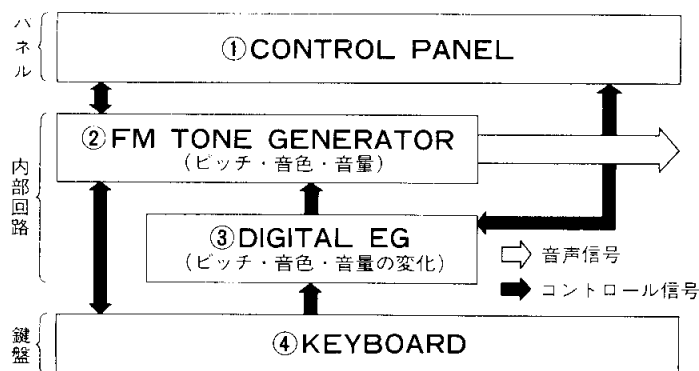 パネル
①CONTROL PANEL
内部回路
②FM TONE GENERATOR
(ピッチ・音色・音量)
③DIGITAL EG
(ピッチ・音色・音量の変化)
音声信号
コントロール信号
鍵盤
④KEYBOARD